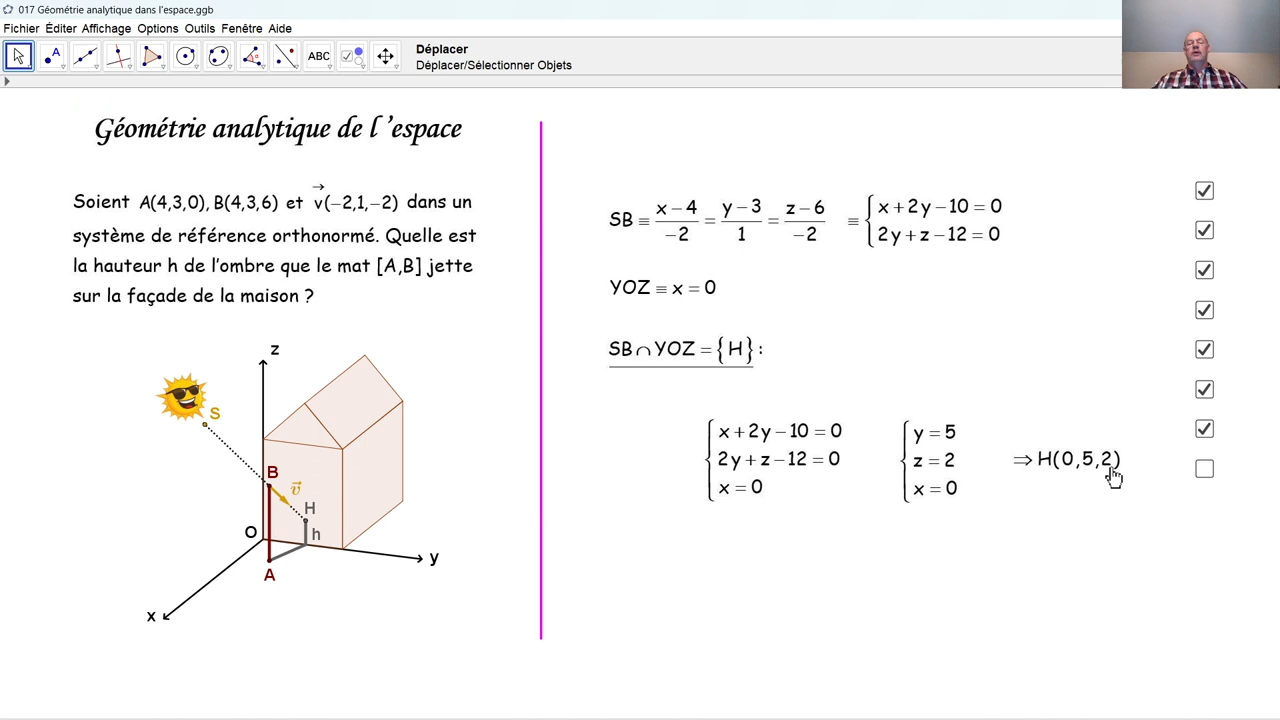 017 Géométrie analytique dans l'espace.ggb
Fichier Éditer Affichage Options Outils Fenêtre Aide
A
ABC
Déplacer
Déplacer/Sélectionner Objets
Géométrie analytique de l'espace
Soient A(4,3,0), B(4,3,6) et v⃗(−2,1,−2) dans un
système de référence orthonormé. Quelle est
la hauteur h de l'ombre que le mat [A,B] jette
sur la façade de la maison ?
z
S
B
v⃗
H
O
h
y
A
x
SB ≡ (x−4)/(−2) = (y−3)/1 = (z−6)/(−2) ≡ { x+2y−10 = 0
2y+z−12 = 0
YOZ ≡ x = 0
SB ∩ YOZ = {H} :
{ x+2y−10 = 0
2y+z−12 = 0
x = 0
{ y = 5
z = 2
x = 0
⇒ H(0,5,2)